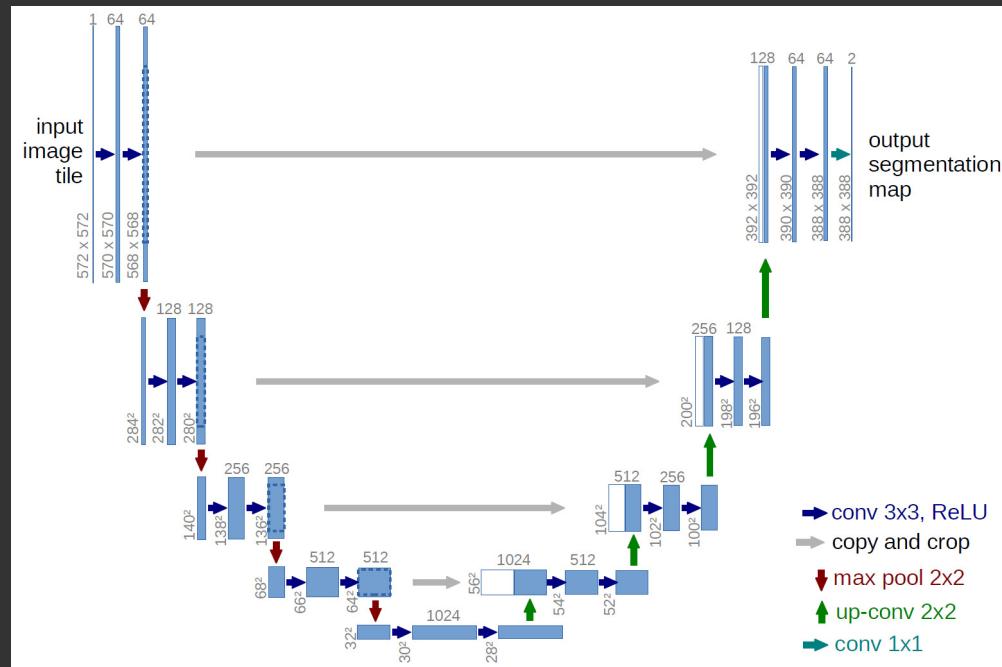 1 64 64
input
image
tile
572 x 572
570 x 570
568 x 568
128 64 64 2
output
segmentation
map
392 x 392
390 x 390
388 x 388
388 x 388
128 128
284²
282²
280²
256 128
200²
198²
196²
256 256
140²
138²
136²
512 256
104²
102²
100²
512 512
68²
66²
64²
1024 512
56²
54²
52²
1024
32²
30²
28²
conv 3x3, ReLU
copy and crop
max pool 2x2
up-conv 2x2
conv 1x1